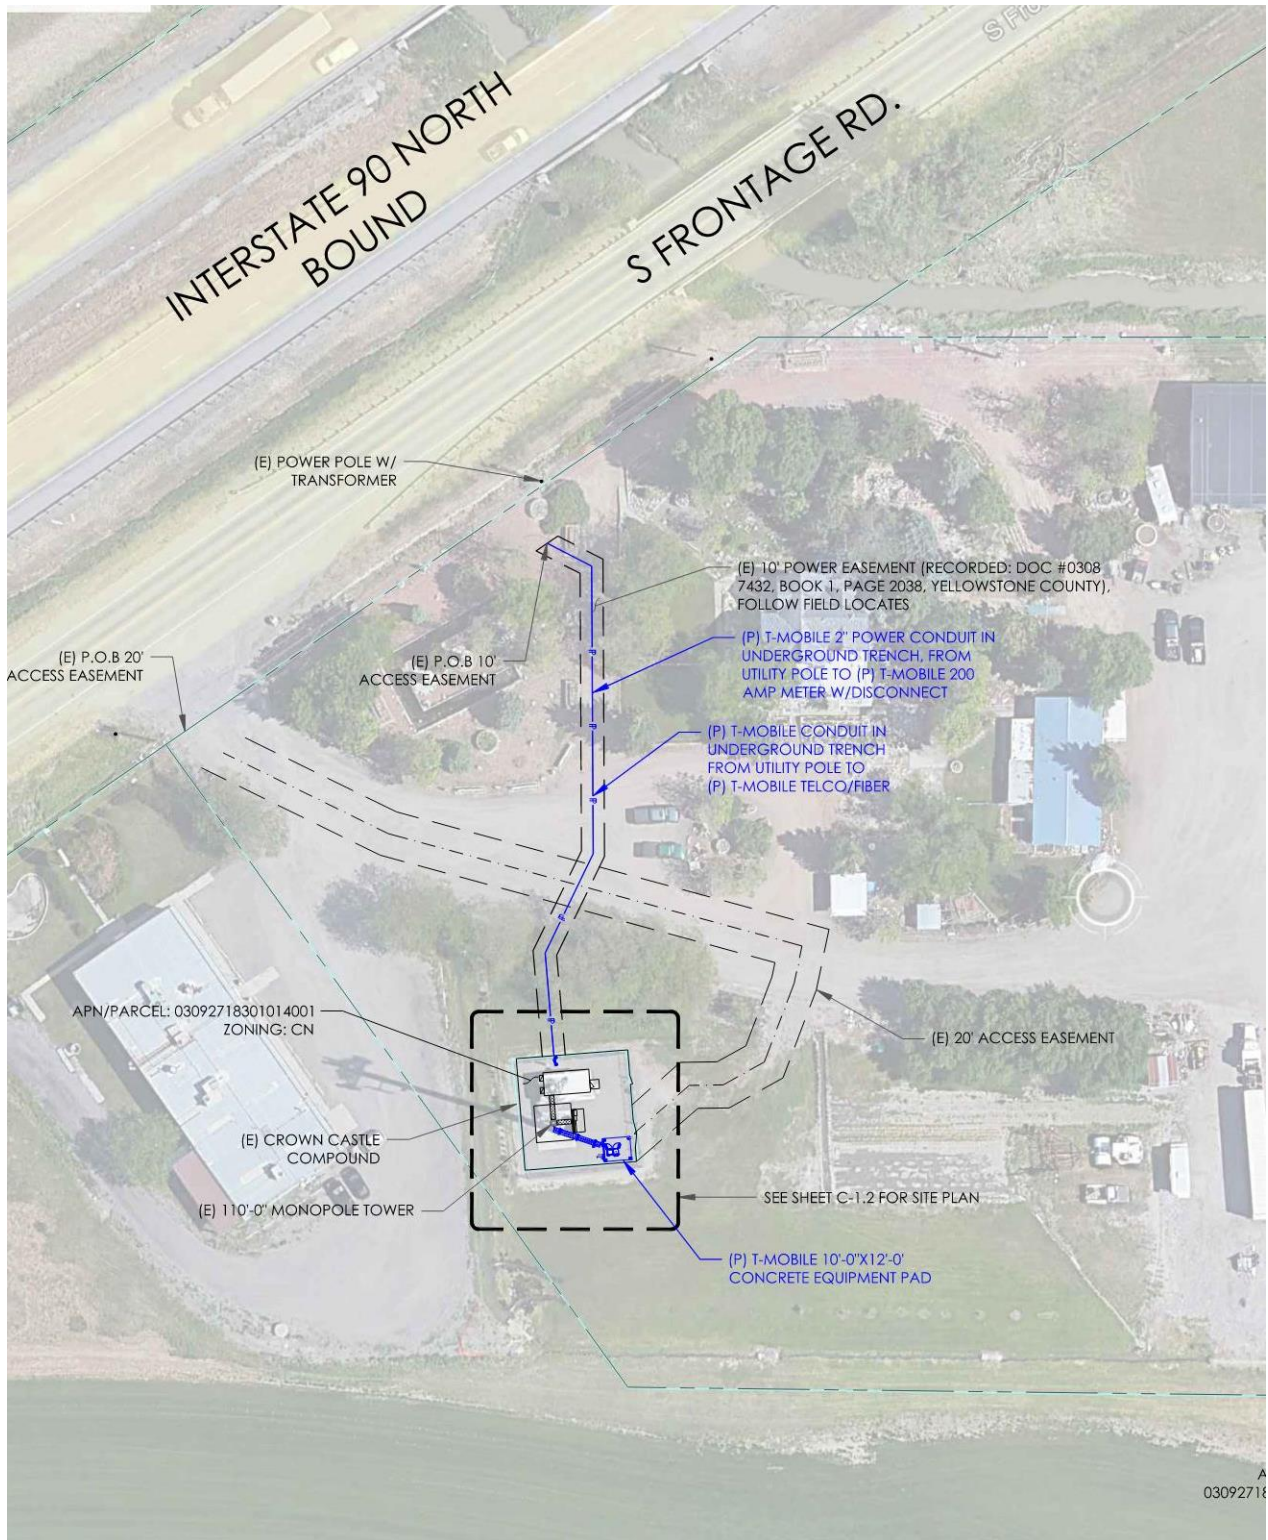 S Fro
INTERSTATE 90 NORTH
BOUND
S FRONTAGE RD.
(E) POWER POLE W/
TRANSFORMER
(E) 10' POWER EASEMENT (RECORDED: DOC #0308
7432, BOOK 1, PAGE 2038, YELLOWSTONE COUNTY),
FOLLOW FIELD LOCATES
(P) T-MOBILE 2" POWER CONDUIT IN
UNDERGROUND TRENCH, FROM
UTILITY POLE TO (P) T-MOBILE 200
AMP METER W/DISCONNECT
(E) P.O.B 20'
ACCESS EASEMENT
(E) P.O.B 10'
ACCESS EASEMENT
(P) T-MOBILE CONDUIT IN
UNDERGROUND TRENCH
FROM UTILITY POLE TO
(P) T-MOBILE TELCO/FIBER
P
P
P
P
P
APN/PARCEL: 03092718301014001
ZONING: CN
(E) 20' ACCESS EASEMENT
(E) CROWN CASTLE
COMPOUND
(E) 110'-0" MONOPOLE TOWER
SEE SHEET C-1.2 FOR SITE PLAN
(P) T-MOBILE 10'-0"X12'-0'
CONCRETE EQUIPMENT PAD
A
03092718